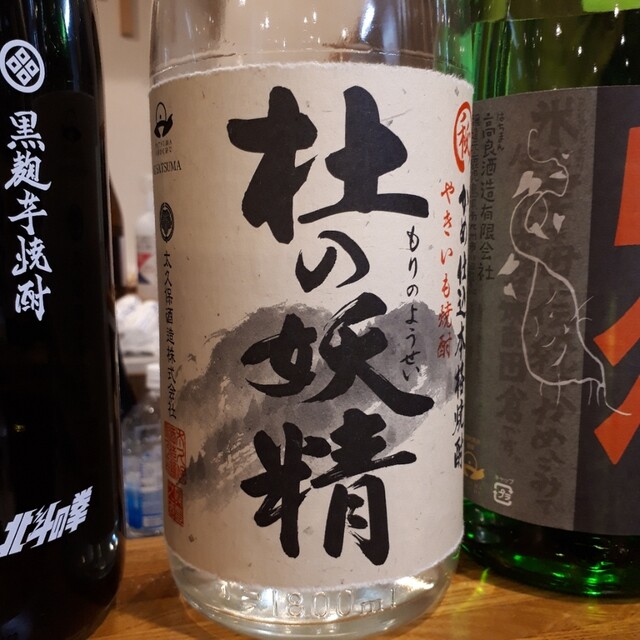 黒麹芋焼酎
北斗の拳
杜の妖精
もりのようせい
やきいも焼酎
かめ仕込本格焼酎
SATSUMA
太久保酒造株式会社
1800ml
高良酒造有限会社